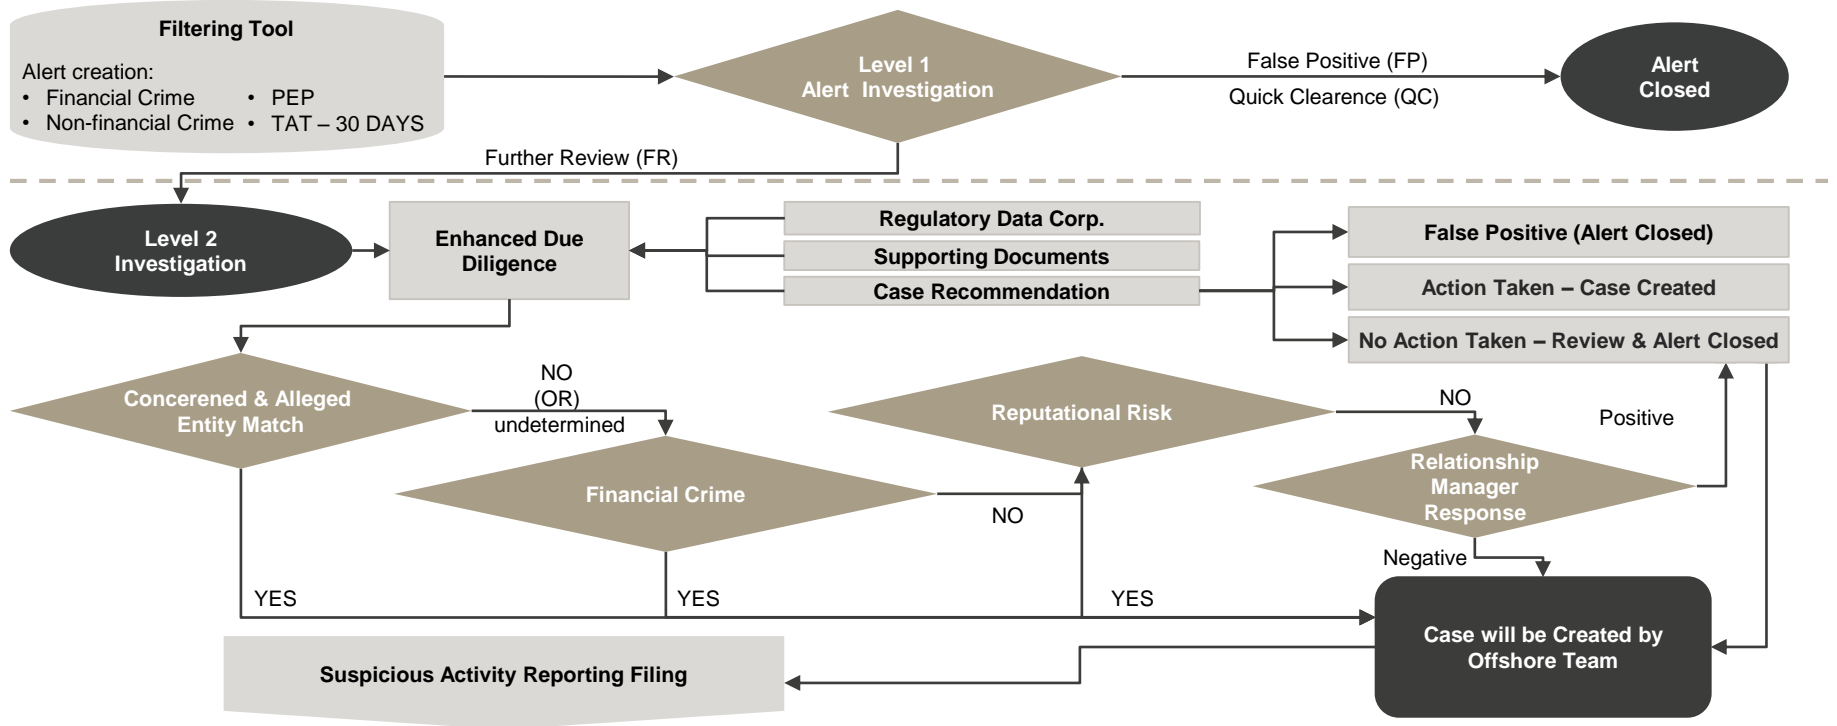 Filtering Tool
Alert creation:
• Financial Crime
• Non-financial Crime
• PEP
• TAT – 30 DAYS
Level 1
Alert Investigation
False Positive (FP)
Quick Clearence (QC)
Alert
Closed
Further Review (FR)
Level 2
Investigation
Enhanced Due
Diligence
Regulatory Data Corp.
Supporting Documents
Case Recommendation
False Positive (Alert Closed)
Action Taken – Case Created
No Action Taken – Review & Alert Closed
Concerened & Alleged
Entity Match
NO
(OR)
undetermined
Financial Crime
NO
Reputational Risk
NO
Relationship
Manager
Response
Positive
Negative
YES
YES
YES
Case will be Created by
Offshore Team
Suspicious Activity Reporting Filing